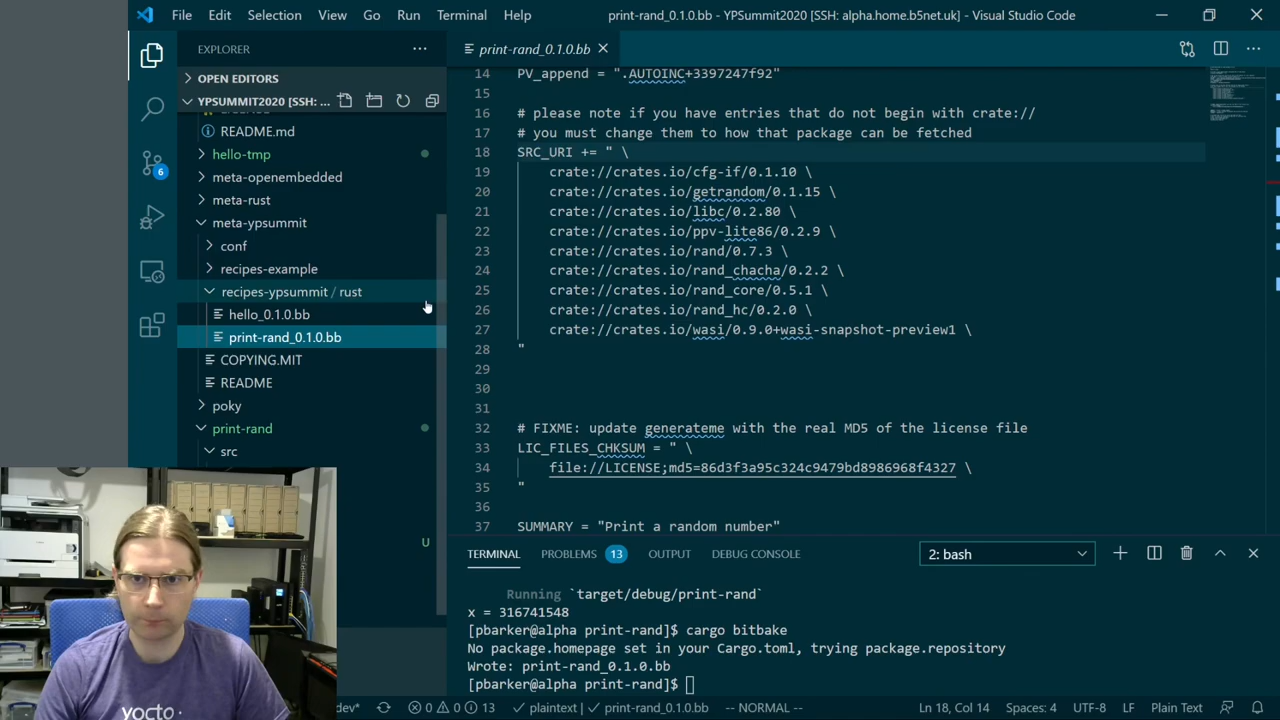 File Edit Selection View Go Run Terminal Help print-rand_0.1.0.bb - YPSummit2020 [SSH: alpha.home.b5net.uk] - Visual Studio Code
EXPLORER
OPEN EDITORS
YPSUMMIT2020 [SSH: ...
README.md
hello-tmp
meta-openembedded
meta-rust
meta-ypsummit
conf
recipes-example
recipes-ypsummit / rust
hello_0.1.0.bb
print-rand_0.1.0.bb
COPYING.MIT
README
poky
print-rand
src
U
6
print-rand_0.1.0.bb
14 PV_append = ".AUTOINC+3397247f92"
15
16 # please note if you have entries that do not begin with crate://
17 # you must change them to how that package can be fetched
18 SRC_URI += " \
19 crate://crates.io/cfg-if/0.1.10 \
20 crate://crates.io/getrandom/0.1.15 \
21 crate://crates.io/libc/0.2.80 \
22 crate://crates.io/ppv-lite86/0.2.9 \
23 crate://crates.io/rand/0.7.3 \
24 crate://crates.io/rand_chacha/0.2.2 \
25 crate://crates.io/rand_core/0.5.1 \
26 crate://crates.io/rand_hc/0.2.0 \
27 crate://crates.io/wasi/0.9.0+wasi-snapshot-preview1 \
28 "
29
30
31
32 # FIXME: update generateme with the real MD5 of the license file
33 LIC_FILES_CHKSUM = " \
34 file://LICENSE;md5=86d3f3a95c324c9479bd8986968f4327 \
35 "
36
37 SUMMARY = "Print a random number"
TERMINAL PROBLEMS 13 OUTPUT DEBUG CONSOLE 2: bash
Running `target/debug/print-rand`
x = 316741548
[pbarker@alpha print-rand]$ cargo bitbake
No package.homepage set in your Cargo.toml, trying package.repository
Wrote: print-rand_0.1.0.bb
[pbarker@alpha print-rand]$
dev* 0 0 13 plaintext | print-rand_0.1.0.bb -- NORMAL -- Ln 18, Col 14 Spaces: 4 UTF-8 LF Plain Text
yocto